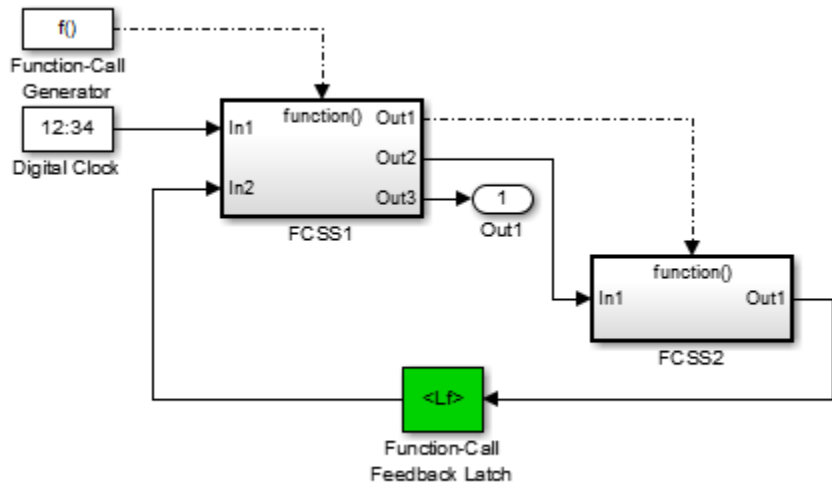 f()
Function-Call
Generator
12:34
Digital Clock
function()
In1
In2
Out1
Out2
Out3
FCSS1
1
Out1
function()
In1
Out1
FCSS2
<Lf>
Function-Call
Feedback Latch